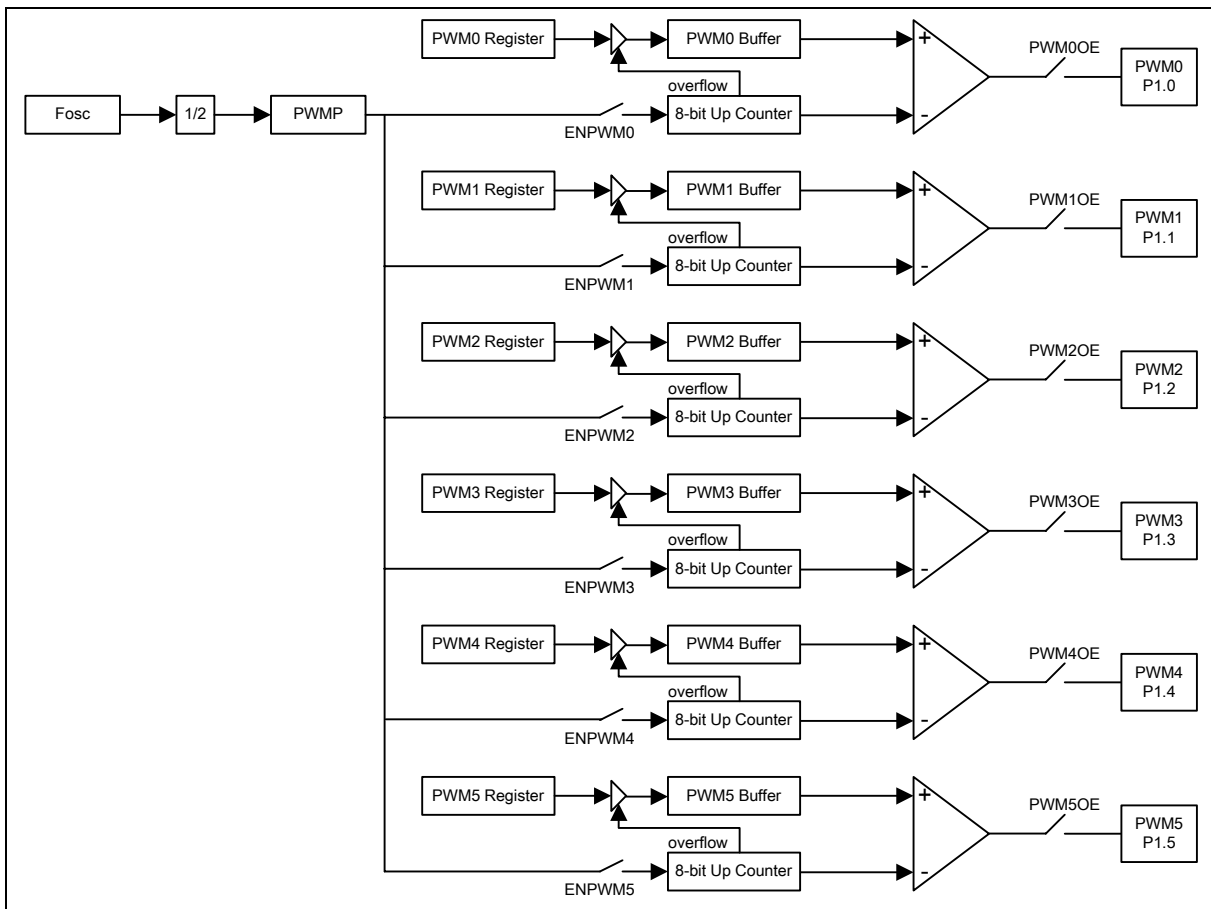 PWM0 Register
PWM0 Buffer
+
PWM0OE
PWM0
P1.0
overflow
Fosc
1/2
PWMP
8-bit Up Counter
-
ENPWM0
PWM1 Register
PWM1 Buffer
+
PWM1OE
PWM1
P1.1
overflow
8-bit Up Counter
-
ENPWM1
PWM2 Register
PWM2 Buffer
+
PWM2OE
PWM2
P1.2
overflow
8-bit Up Counter
-
ENPWM2
PWM3 Register
PWM3 Buffer
+
PWM3OE
PWM3
P1.3
overflow
8-bit Up Counter
-
ENPWM3
PWM4 Register
PWM4 Buffer
+
PWM4OE
PWM4
P1.4
overflow
8-bit Up Counter
-
ENPWM4
PWM5 Register
PWM5 Buffer
+
PWM5OE
PWM5
P1.5
overflow
8-bit Up Counter
-
ENPWM5